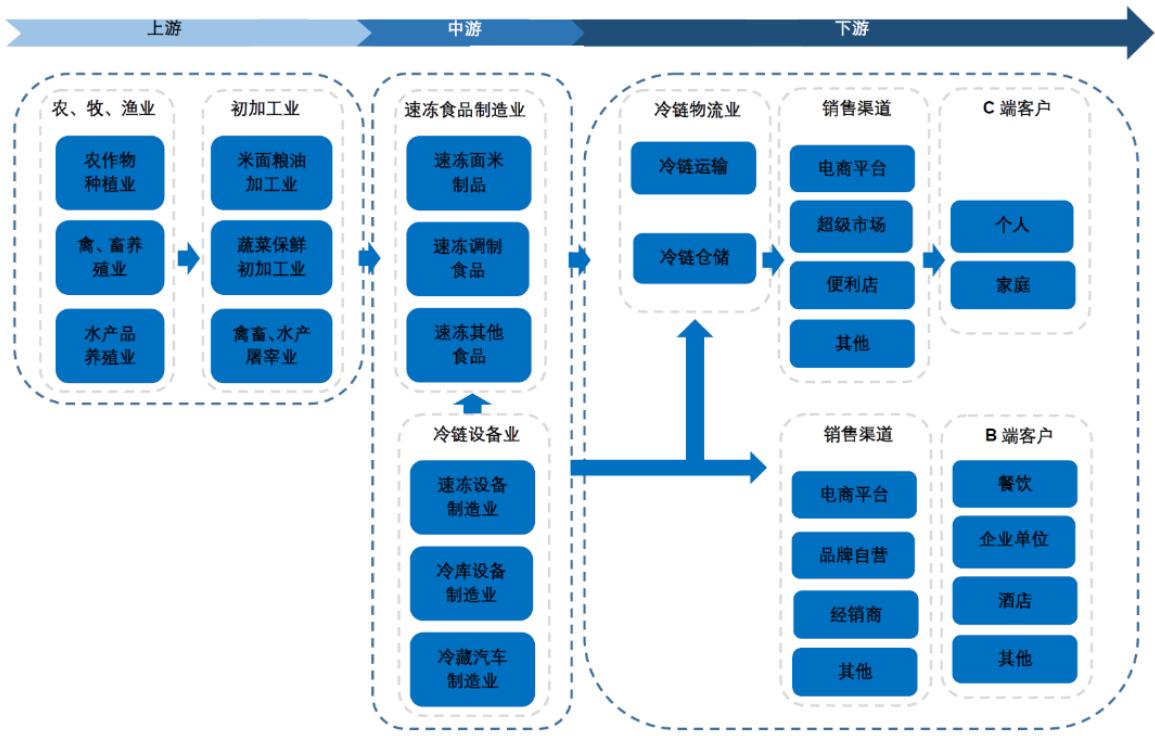 上游
中游
下游
农、牧、渔业
农作物
种植业
禽、畜养
殖业
水产品
养殖业
初加工业
米面粮油
加工业
蔬菜保鲜
初加工业
禽畜、水产
屠宰业
速冻食品制造业
速冻面米
制品
速冻调制
食品
速冻其他
食品
冷链设备业
速冻设备
制造业
冷库设备
制造业
冷藏汽车
制造业
冷链物流业
冷链运输
冷链仓储
销售渠道
电商平台
超级市场
便利店
其他
C 端客户
个人
家庭
销售渠道
电商平台
品牌自营
经销商
其他
B 端客户
餐饮
企业单位
酒店
其他